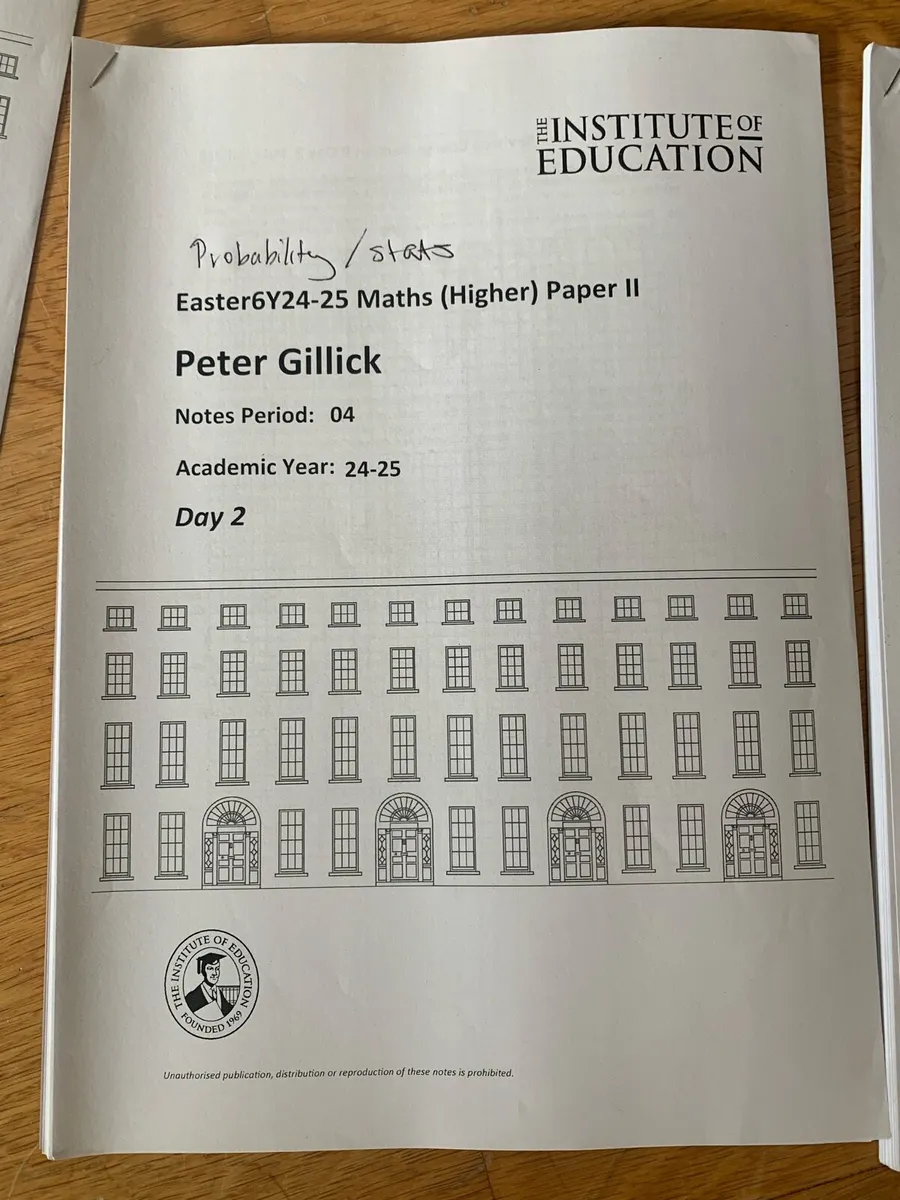 THE INSTITUTE OF
EDUCATION
Probability / stats
Easter6Y24-25 Maths (Higher) Paper II
Peter Gillick
Notes Period: 04
Academic Year: 24-25
Day 2
THE INSTITUTE OF EDUCATION
FOUNDED 1969
Unauthorised publication, distribution or reproduction of these notes is prohibited.